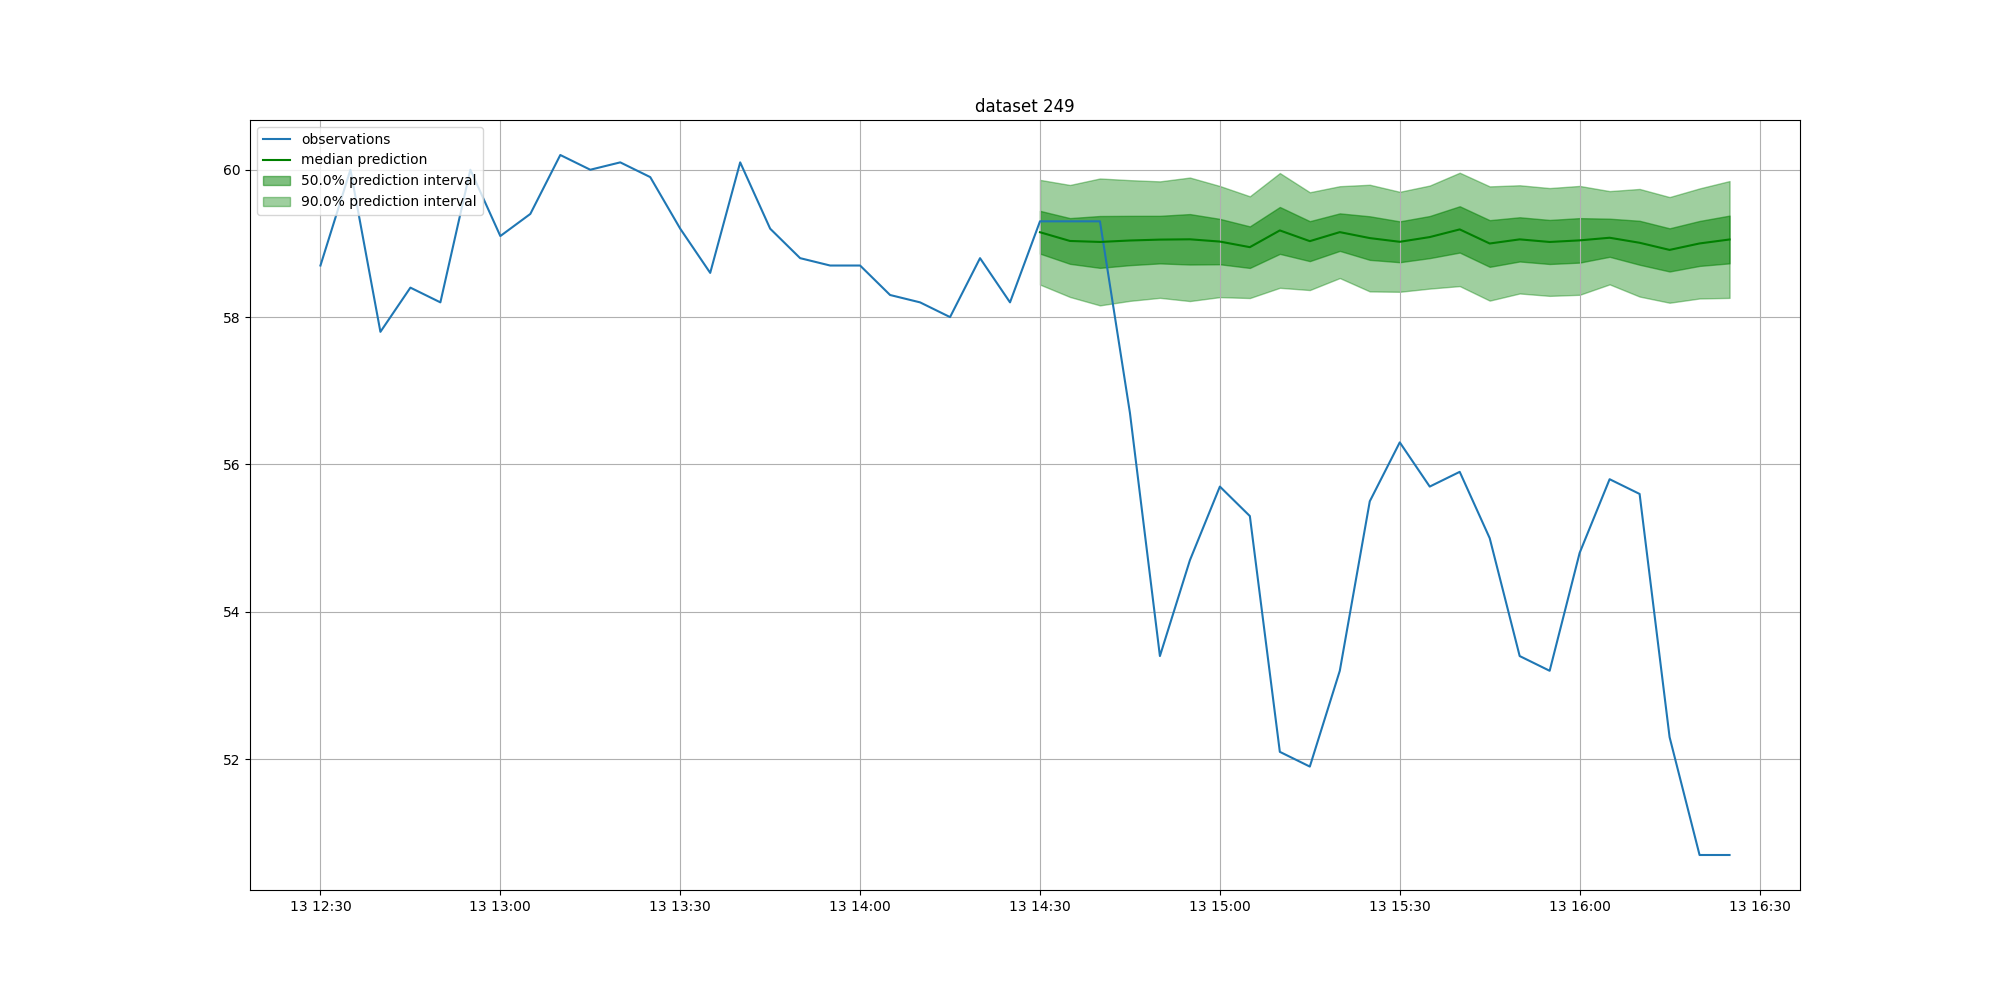 dataset 249
observations
median prediction
50.0% prediction interval
90.0% prediction interval
60
58
56
54
52
13 12:30
13 13:00
13 13:30
13 14:00
13 14:30
13 15:00
13 15:30
13 16:00
13 16:30